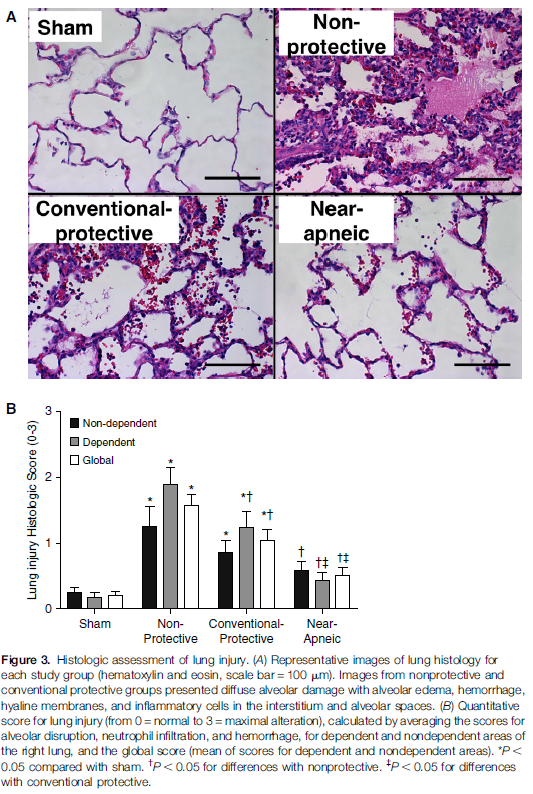 A
Sham
Non-
protective
Conventional-
protective
Near-
apneic
B
Lung injury Histologic Score (0-3)
3
2
1
0
Non-dependent
Dependent
Global
*
*
*
*
*†
*†
†
†‡
†‡
Sham
Non-
Protective
Conventional-
Protective
Near-
Apneic
Figure 3. Histologic assessment of lung injury. (A) Representative images of lung histology for
each study group (hematoxylin and eosin, scale bar = 100 μm). Images from nonprotective and
conventional protective groups presented diffuse alveolar damage with alveolar edema, hemorrhage,
hyaline membranes, and inflammatory cells in the interstitium and alveolar spaces. (B) Quantitative
score for lung injury (from 0 = normal to 3 = maximal alteration), calculated by averaging the scores for
alveolar disruption, neutrophil infiltration, and hemorrhage, for dependent and nondependent areas of
the right lung, and the global score (mean of scores for dependent and nondependent areas). *P <
0.05 compared with sham. †P < 0.05 for differences with nonprotective. ‡P < 0.05 for differences
with conventional protective.